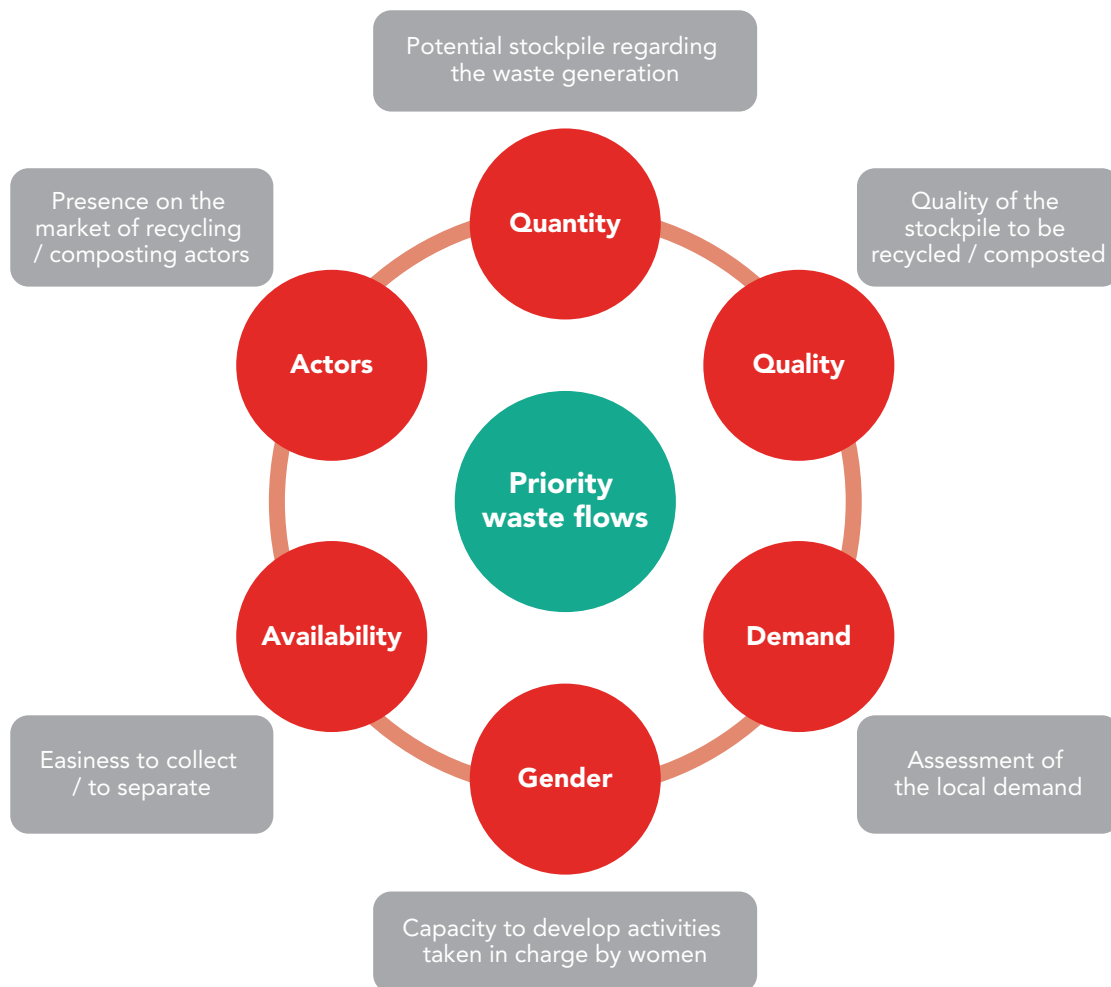 Potential stockpile regarding
the waste generation
Quantity
Quality of the
stockpile to be
recycled / composted
Quality
Demand
Assessment of
the local demand
Gender
Capacity to develop activities
taken in charge by women
Availability
Easiness to collect
/ to separate
Actors
Presence on the
market of recycling
/ composting actors
Priority
waste flows